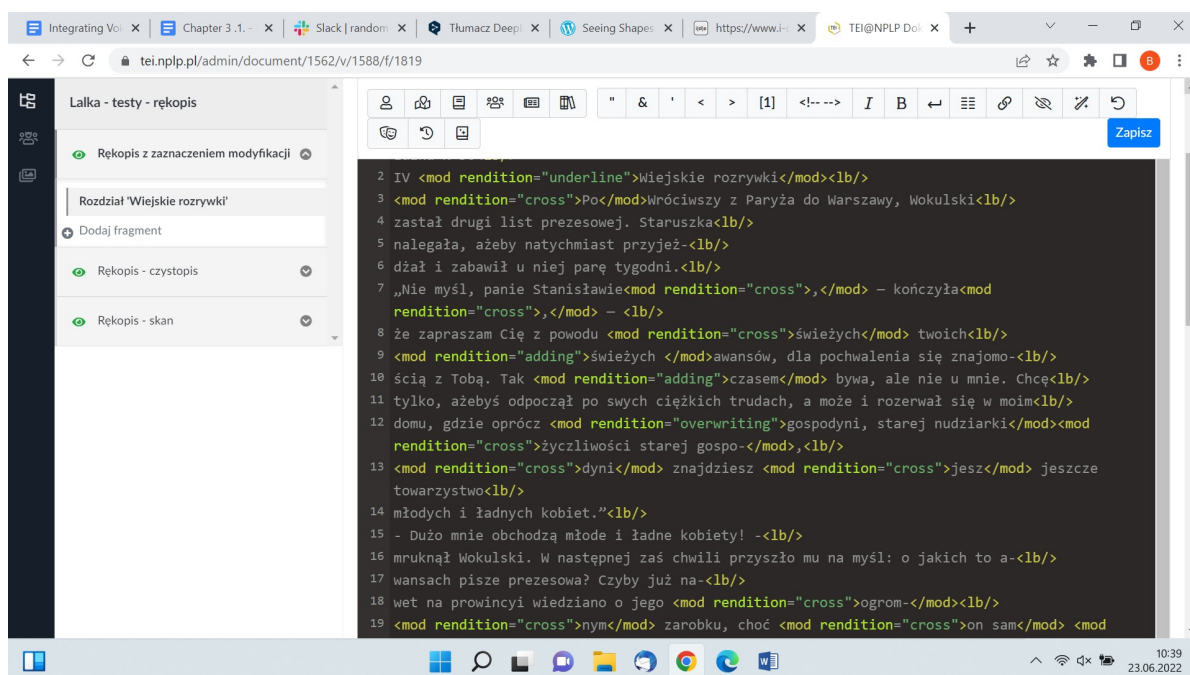 Integrating Voi
Chapter 3 .1. -
Slack | random
Tłumacz Deepl
Seeing Shapes
https://www.i-
TEI@NPLP Dok
tei.nplp.pl/admin/document/1562/v/1588/f/1819
B
Lalka - testy - rękopis
Rękopis z zaznaczeniem modyfikacji
Rozdział 'Wiejskie rozrywki'
Dodaj fragment
Rękopis - czystopis
Rękopis - skan
" & ' < > [1] <!-- --> I B
Zapisz
2 IV <mod rendition="underline">Wiejskie rozrywki</mod><lb/>
3 <mod rendition="cross">Po</mod>Wróciwszy z Paryża do Warszawy, Wokulski<lb/>
4 zastał drugi list prezesowej. Staruszka<lb/>
5 nalegała, ażeby natychmiast przyjeż-<lb/>
6 dżał i zabawił u niej parę tygodni.<lb/>
7 „Nie myśl, panie Stanisławie<mod rendition="cross">,</mod> — kończyła<mod
rendition="cross">,</mod> — <lb/>
8 że zapraszam Cię z powodu <mod rendition="cross">świeżych</mod> twoich<lb/>
9 <mod rendition="adding">świeżych </mod>awansów, dla pochwalenia się znajomo-<lb/>
10 ścią z Tobą. Tak <mod rendition="adding">czasem</mod> bywa, ale nie u mnie. Chcę<lb/>
11 tylko, ażebyś odpoczął po swych ciężkich trudach, a może i rozerwał się w moim<lb/>
12 domu, gdzie oprócz <mod rendition="overwriting">gospodyni, starej nudziarki</mod><mod
rendition="cross">życzliwości starej gospo-</mod>,<lb/>
13 <mod rendition="cross">dyni</mod> znajdziesz <mod rendition="cross">jesz</mod> jeszcze
towarzystwo<lb/>
14 młodych i ładnych kobiet.”<lb/>
15 - Dużo mnie obchodzą młode i ładne kobiety! -<lb/>
16 mruknął Wokulski. W następnej zaś chwili przyszło mu na myśl: o jakich to a-<lb/>
17 wansach pisze prezesowa? Czyby już na-<lb/>
18 wet na prowincyi wiedziano o jego <mod rendition="cross">ogrom-</mod><lb/>
19 <mod rendition="cross">nym</mod> zarobku, choć <mod rendition="cross">on sam</mod> <mod
10:39
23.06.2022